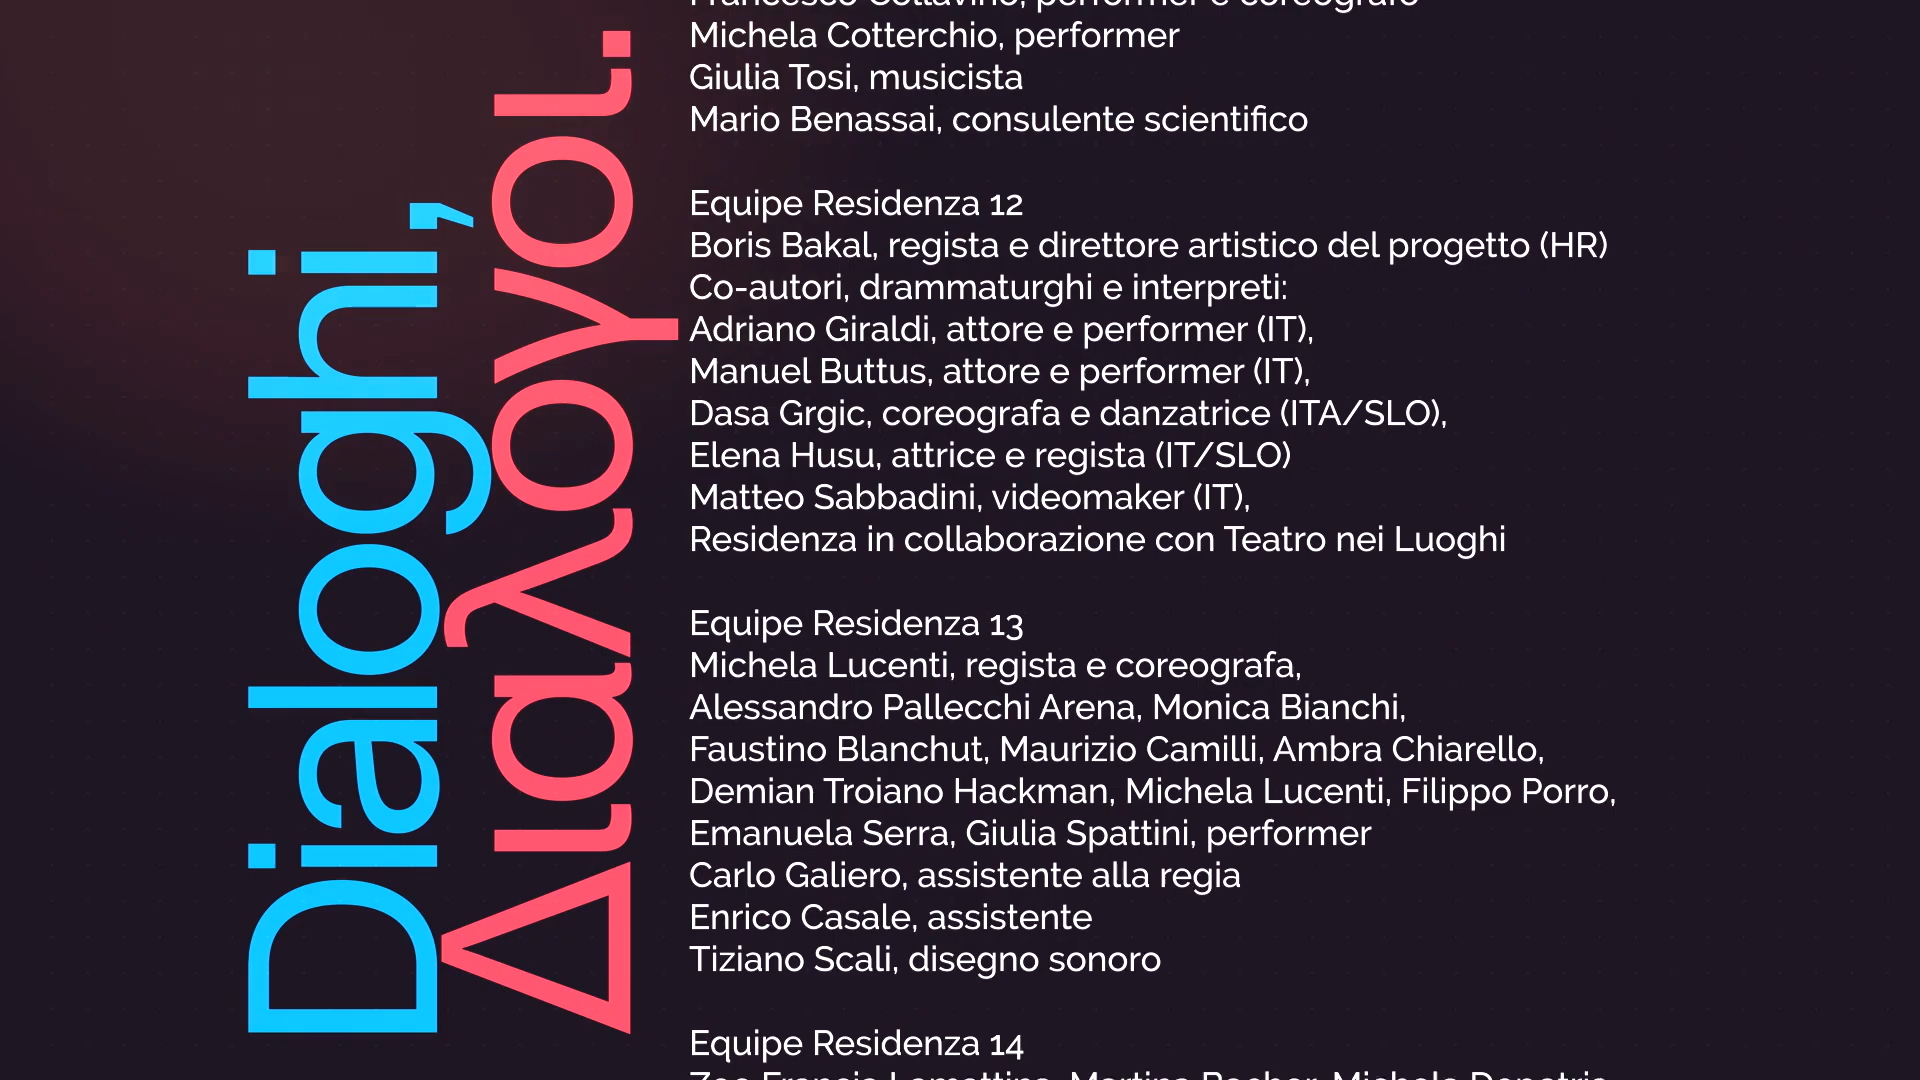 Dialoghi,
Διαλογοι.
Francesco Collavino, performer e coreografo
Michela Cotterchio, performer
Giulia Tosi, musicista
Mario Benassai, consulente scientifico
Equipe Residenza 12
Boris Bakal, regista e direttore artistico del progetto (HR)
Co-autori, drammaturghi e interpreti:
Adriano Giraldi, attore e performer (IT),
Manuel Buttus, attore e performer (IT),
Dasa Grgic, coreografa e danzatrice (ITA/SLO),
Elena Husu, attrice e regista (IT/SLO)
Matteo Sabbadini, videomaker (IT),
Residenza in collaborazione con Teatro nei Luoghi
Equipe Residenza 13
Michela Lucenti, regista e coreografa,
Alessandro Pallecchi Arena, Monica Bianchi,
Faustino Blanchut, Maurizio Camilli, Ambra Chiarello,
Demian Troiano Hackman, Michela Lucenti, Filippo Porro,
Emanuela Serra, Giulia Spattini, performer
Carlo Galiero, assistente alla regia
Enrico Casale, assistente
Tiziano Scali, disegno sonoro
Equipe Residenza 14